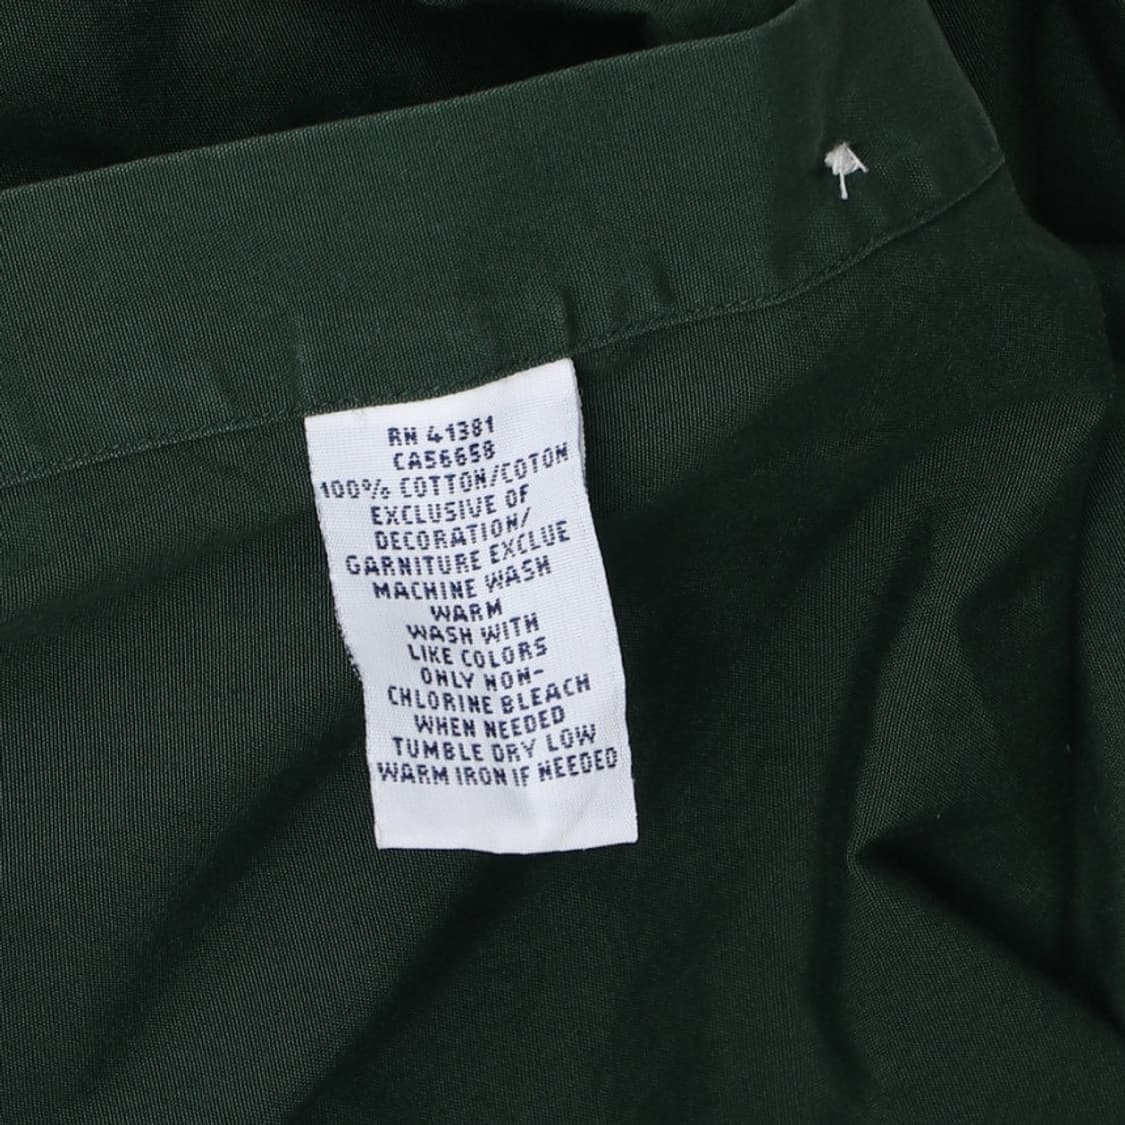 RN 41381
CA56658
100% COTTON/COTON
EXCLUSIVE OF
DECORATION/
GARNITURE EXCLUE
MACHINE WASH
WARM
WASH WITH
LIKE COLORS
ONLY NON-
CHLORINE BLEACH
WHEN NEEDED
TUMBLE DRY LOW
WARM IRON IF NEEDED